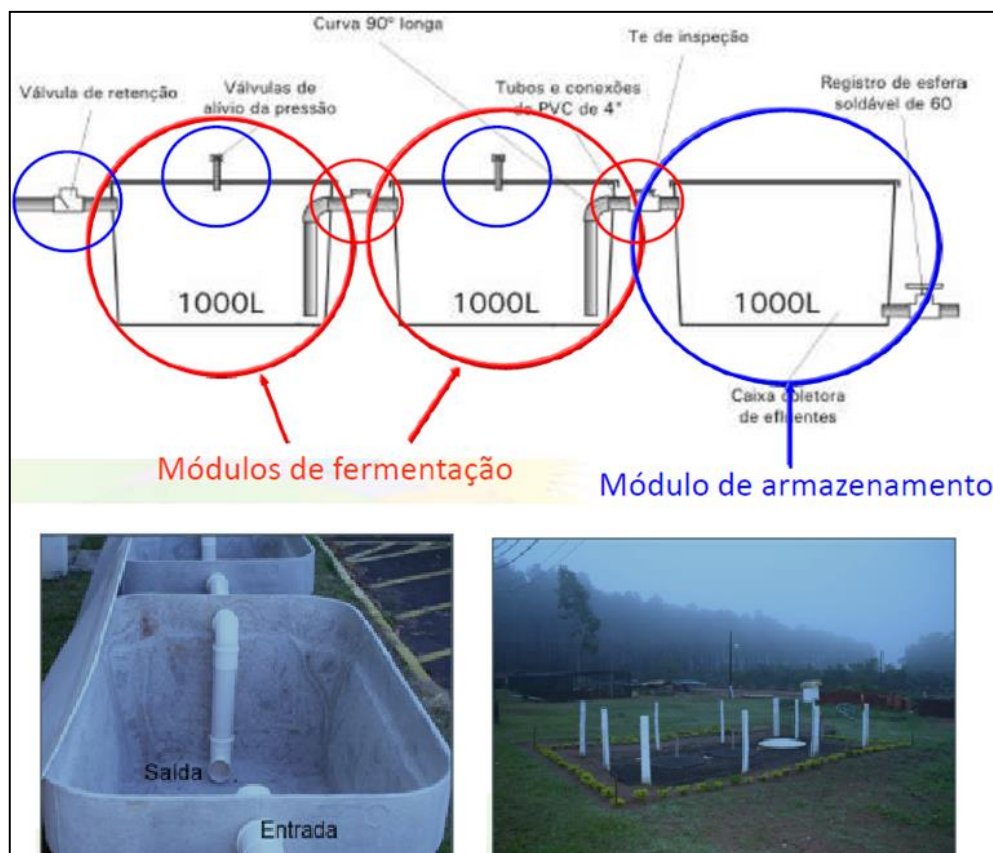 Curva 90º longa
Te de inspeção
Válvula de retenção
Válvulas de
alívio da pressão
Tubos e conexões
de PVC de 4"
Registro de esfera
soldável de 60
1000L
1000L
1000L
Caixa coletora
de efluentes
Módulos de fermentação
Módulo de armazenamento
Saída
Entrada